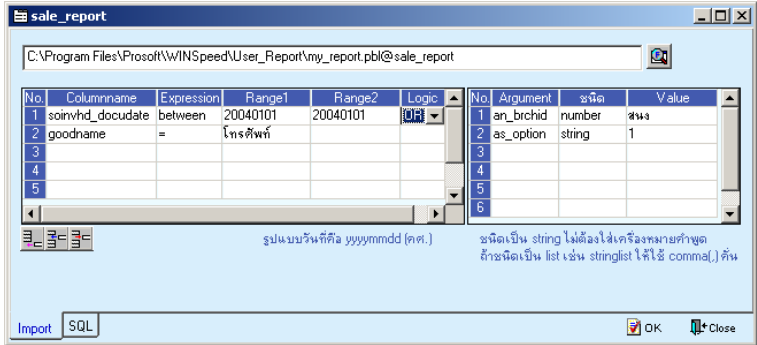 sale_report
C:\Program Files\Prosoft\WINSpeed\User_Report\my_report.pbl@sale_report
No. Columnname Expression Range1 Range2 Logic
1 soinvhd_docudate between 20040101 20040101 OR
2 goodname = โทรศัพท์
3
4
5
No. Argument ชนิด Value
1 an_brchid number สนง
2 as_option string 1
3
4
5
6
รูปแบบวันที่คือ yyyymmdd (คศ.)
ชนิดเป็น string ไม่ต้องใส่เครื่องหมายคำพูด
ถ้าชนิดเป็น list เช่น stringlist ให้ใช้ comma(,) คั่น
Import SQL
OK Close